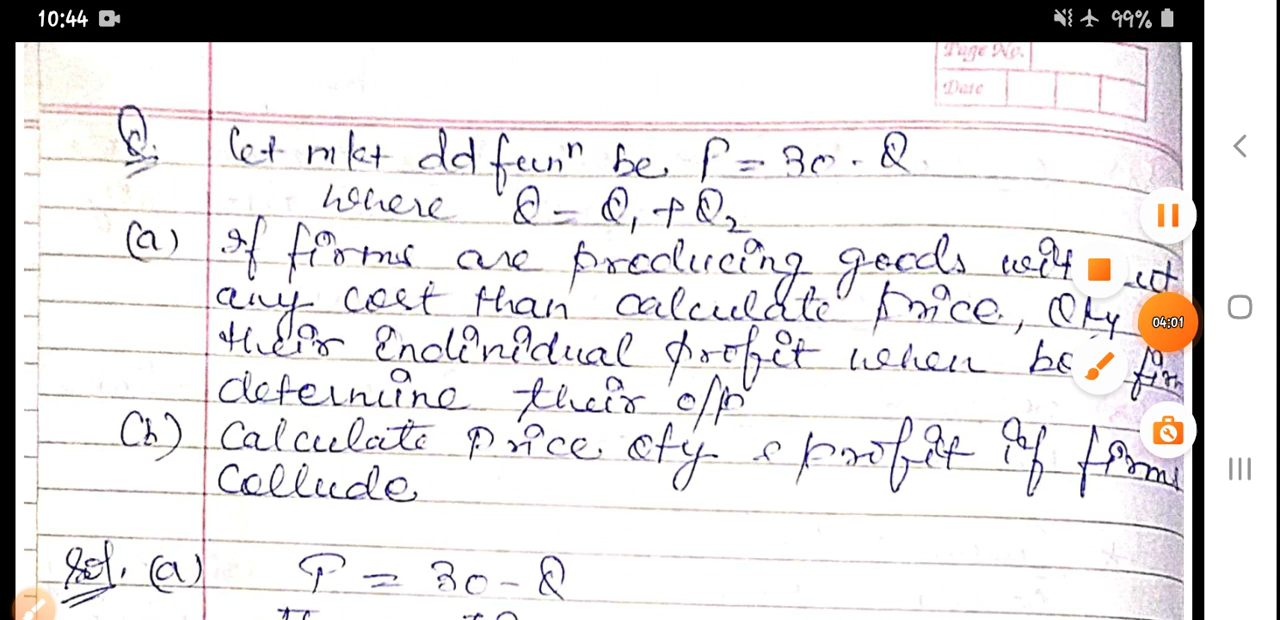 10:44
99%
Page No.
Date
Q. Let mkt dd funⁿ be P = 30 - Q.
where Q = Q₁ + Q₂
(a) If firms are producing goods
any cost than calculate price, Qty
04:01
their individual profit when
determine their o/p
(b) Calculate Price Qty & profit if firms
Collude
Sol. (a) P = 30 - Q